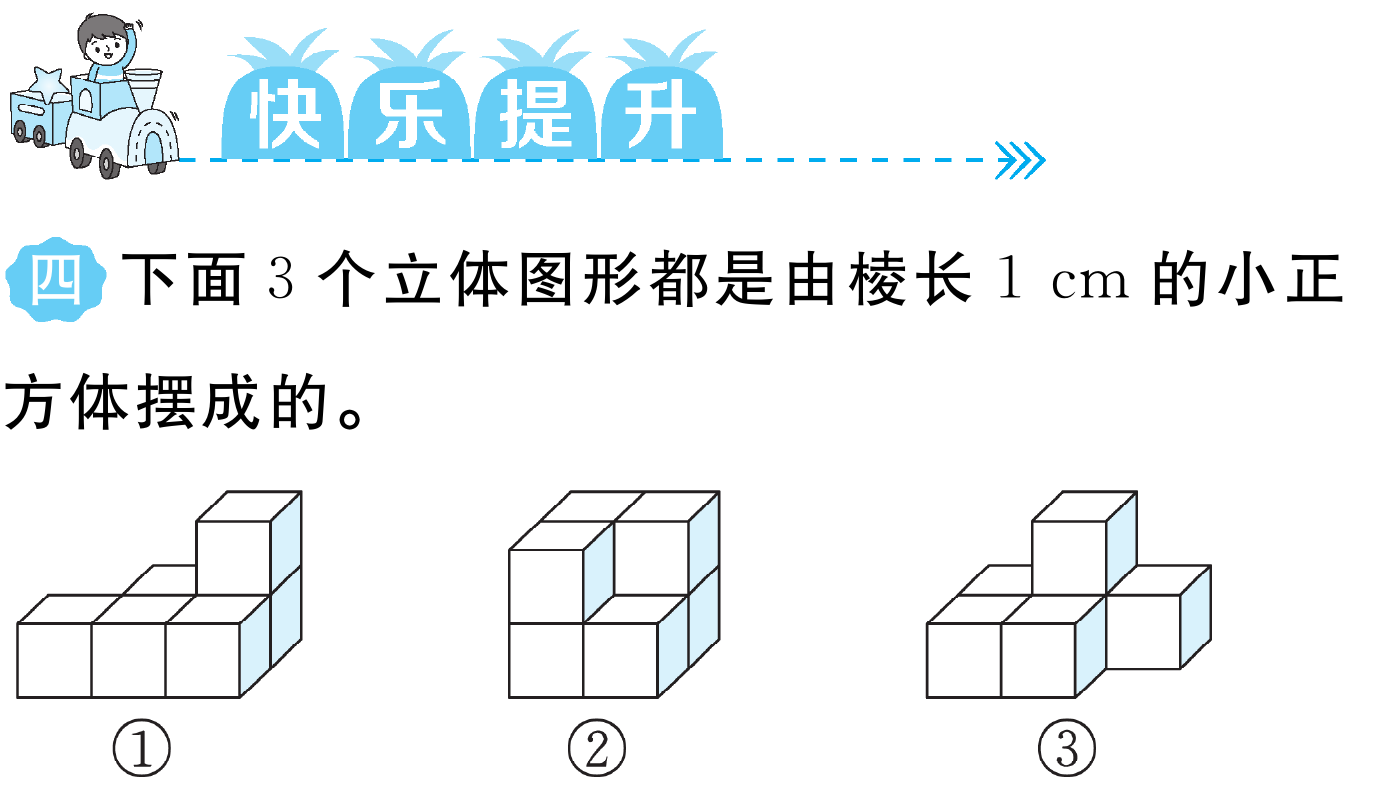 快乐提升
四 下面 3 个立体图形都是由棱长 1 cm 的小正
方体摆成的。
① ② ③